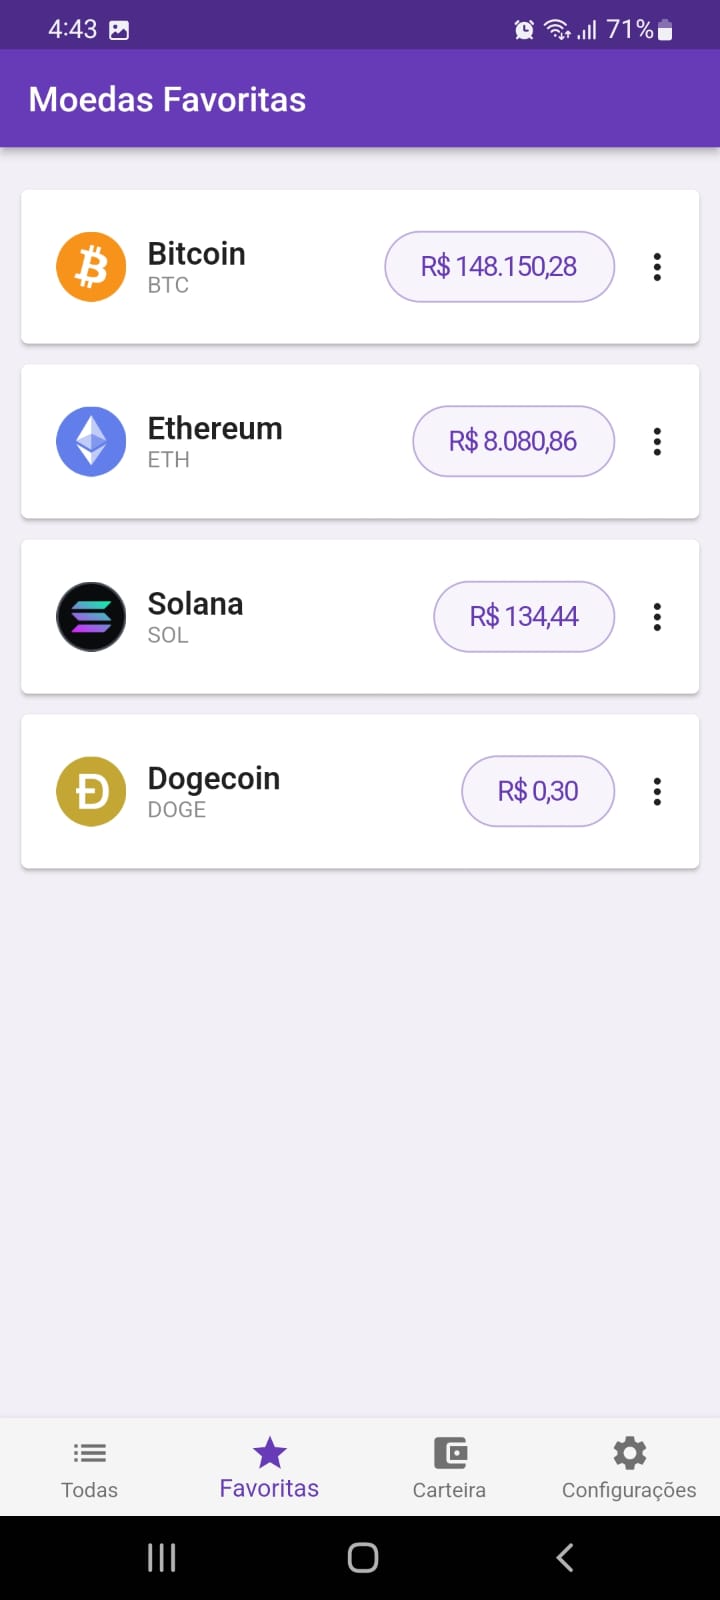 4:43
71%
Moedas Favoritas
Bitcoin
BTC
R$ 148.150,28
Ethereum
ETH
R$ 8.080,86
Solana
SOL
R$ 134,44
Dogecoin
DOGE
R$ 0,30
Todas
Favoritas
Carteira
Configurações